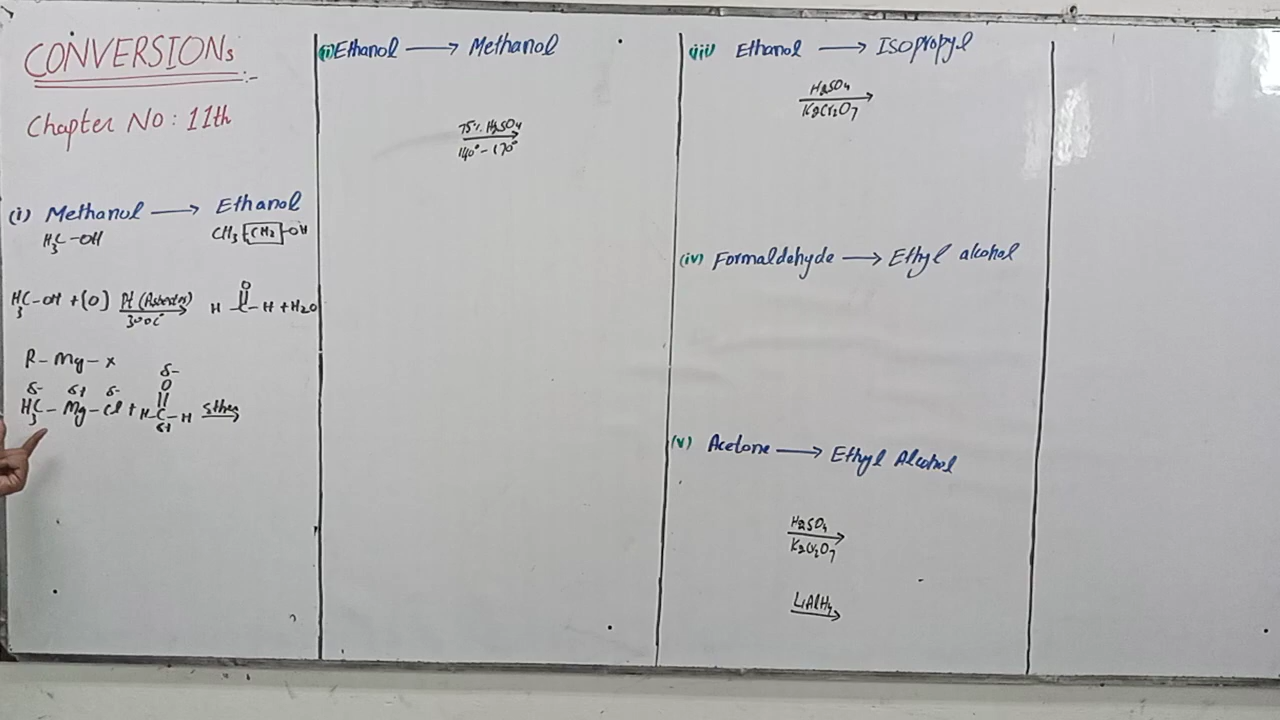 CONVERSIONs :-
Chapter No: 11th
(i) Methanol → Ethanol
H3C-OH CH3-CH2-OH
H3C-OH + [O] Pt (Asbestos) 300C° → H-C-H + H2O
O
R-Mg-X
δ- δ+ δ- δ-
O
H3C-Mg-Cl + H-C-H →
δ+
(ii) Ethanol → Methanol
75% H2SO4
140°-170°
(iii) Ethanol → Isopropyl
H2SO4
K2Cr2O7
(iv) Formaldehyde → Ethyl alcohol
(v) Acetone → Ethyl Alcohol
H2SO4
K2Cr2O7
LiAlH4